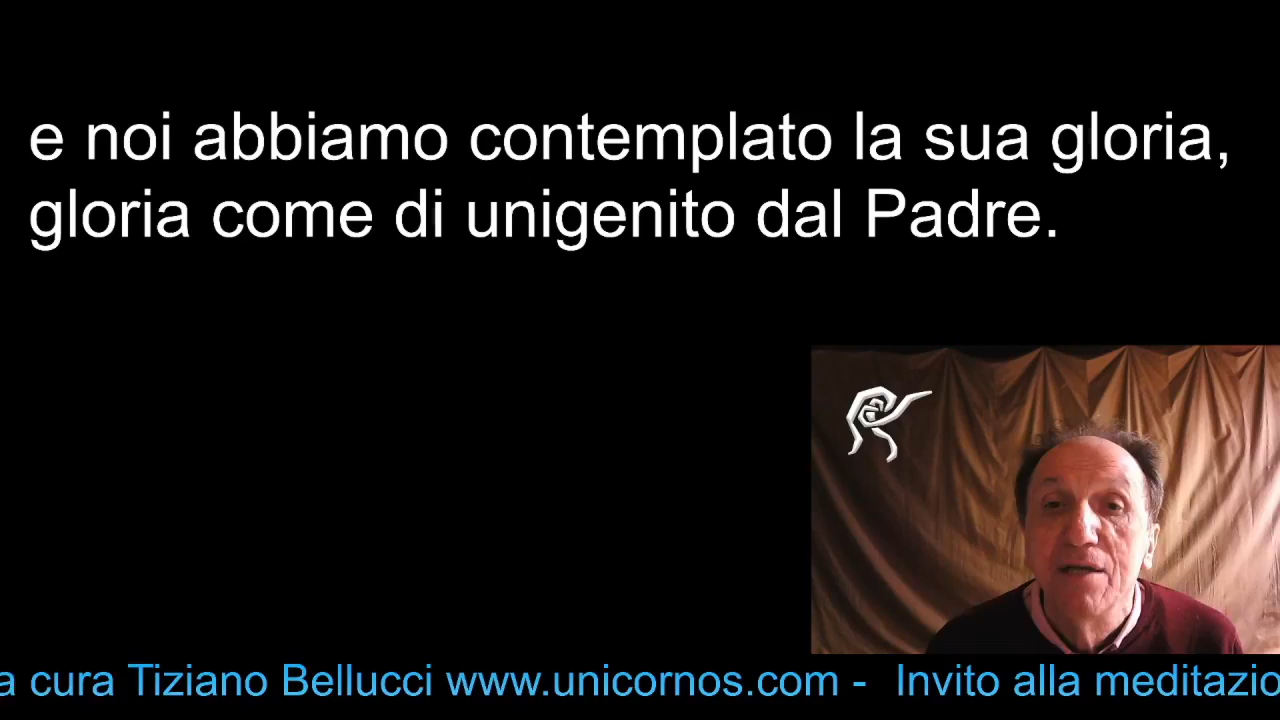 e noi abbiamo contemplato la sua gloria,
gloria come di unigenito dal Padre.
a cura Tiziano Bellucci www.unicornos.com - Invito alla meditazio